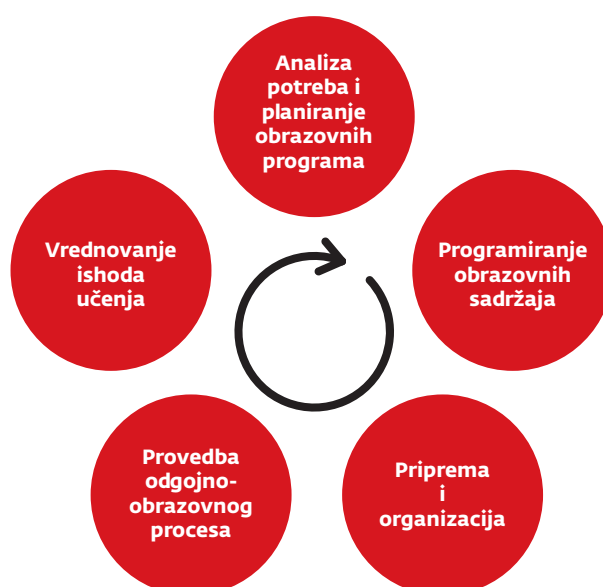 Analiza
potreba i
planiranje
obrazovnih
programa
Programiranje
obrazovnih
sadržaja
Priprema
i
organizacija
Provedba
odgojno-
obrazovnog
procesa
Vrednovanje
ishoda
učenja